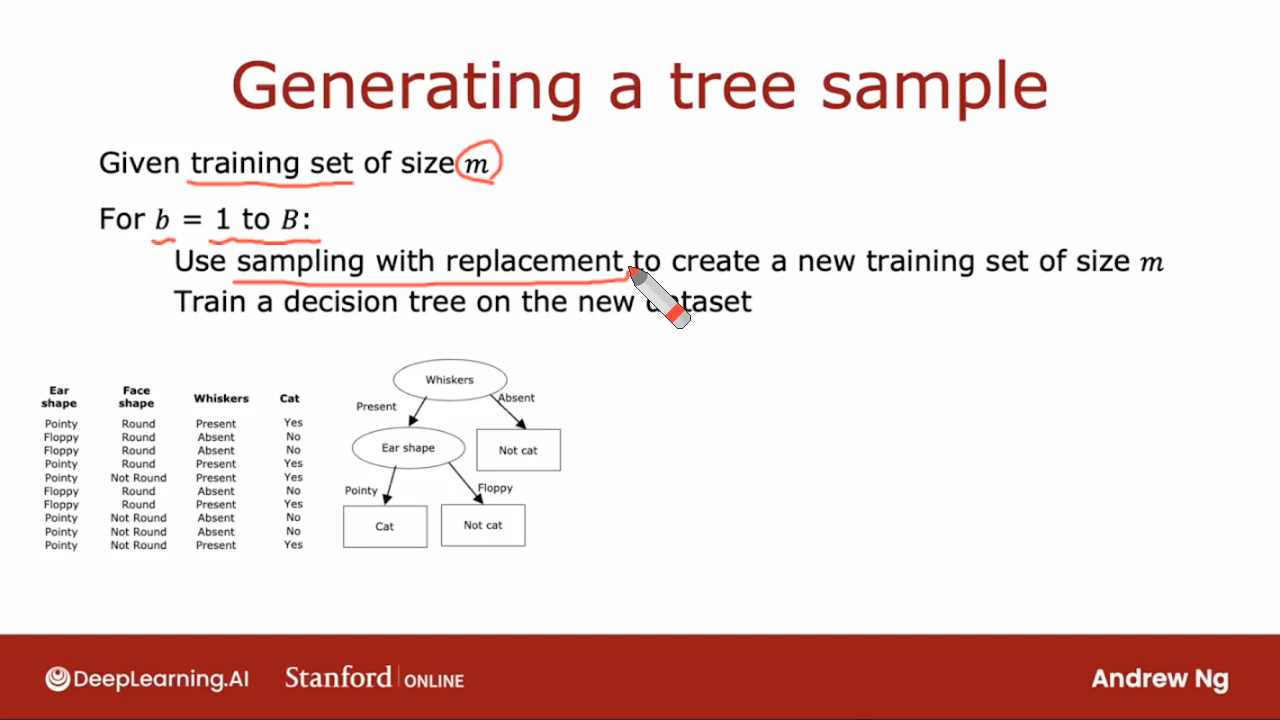 Generating a tree sample
Given training set of size m
For b = 1 to B:
Use sampling with replacement to create a new training set of size m
Train a decision tree on the new dataset
Ear shape Face shape Whiskers Cat
Pointy Round Present Yes
Floppy Round Absent No
Floppy Round Absent No
Pointy Round Present Yes
Pointy Not Round Present Yes
Floppy Round Absent No
Floppy Round Present Yes
Pointy Not Round Absent No
Pointy Not Round Absent No
Pointy Not Round Present Yes
Whiskers
Present
Absent
Ear shape
Not cat
Pointy
Floppy
Cat
Not cat
DeepLearning.AI
Stanford ONLINE
Andrew Ng